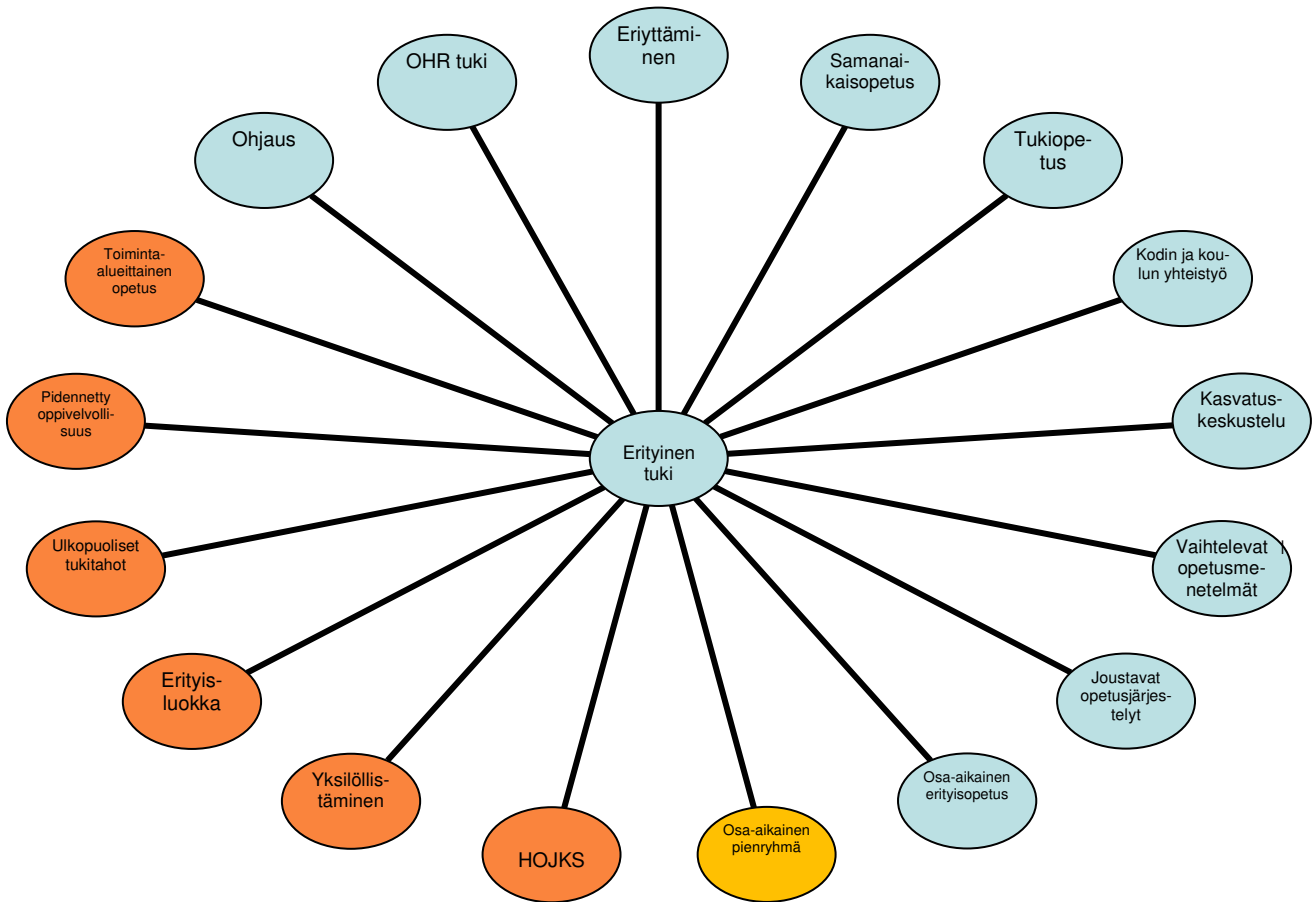 Eriyttämi-
nen
OHR tuki
Samanai-
kaisopetus
Ohjaus
Tukiope-
tus
Toiminta-
alueittainen
opetus
Kodin ja kou-
lun yhteistyö
Pidennetty
oppivelvolli-
suus
Kasvatus-
keskustelu
Erityinen
tuki
Ulkopuoliset
tukitahot
Vaihtelevat
opetusme-
netelmät
Erityis-
luokka
Joustavat
opetusjärjes-
telyt
Yksilöllis-
täminen
Osa-aikainen
erityisopetus
HOJKS
Osa-aikainen
pienryhmä